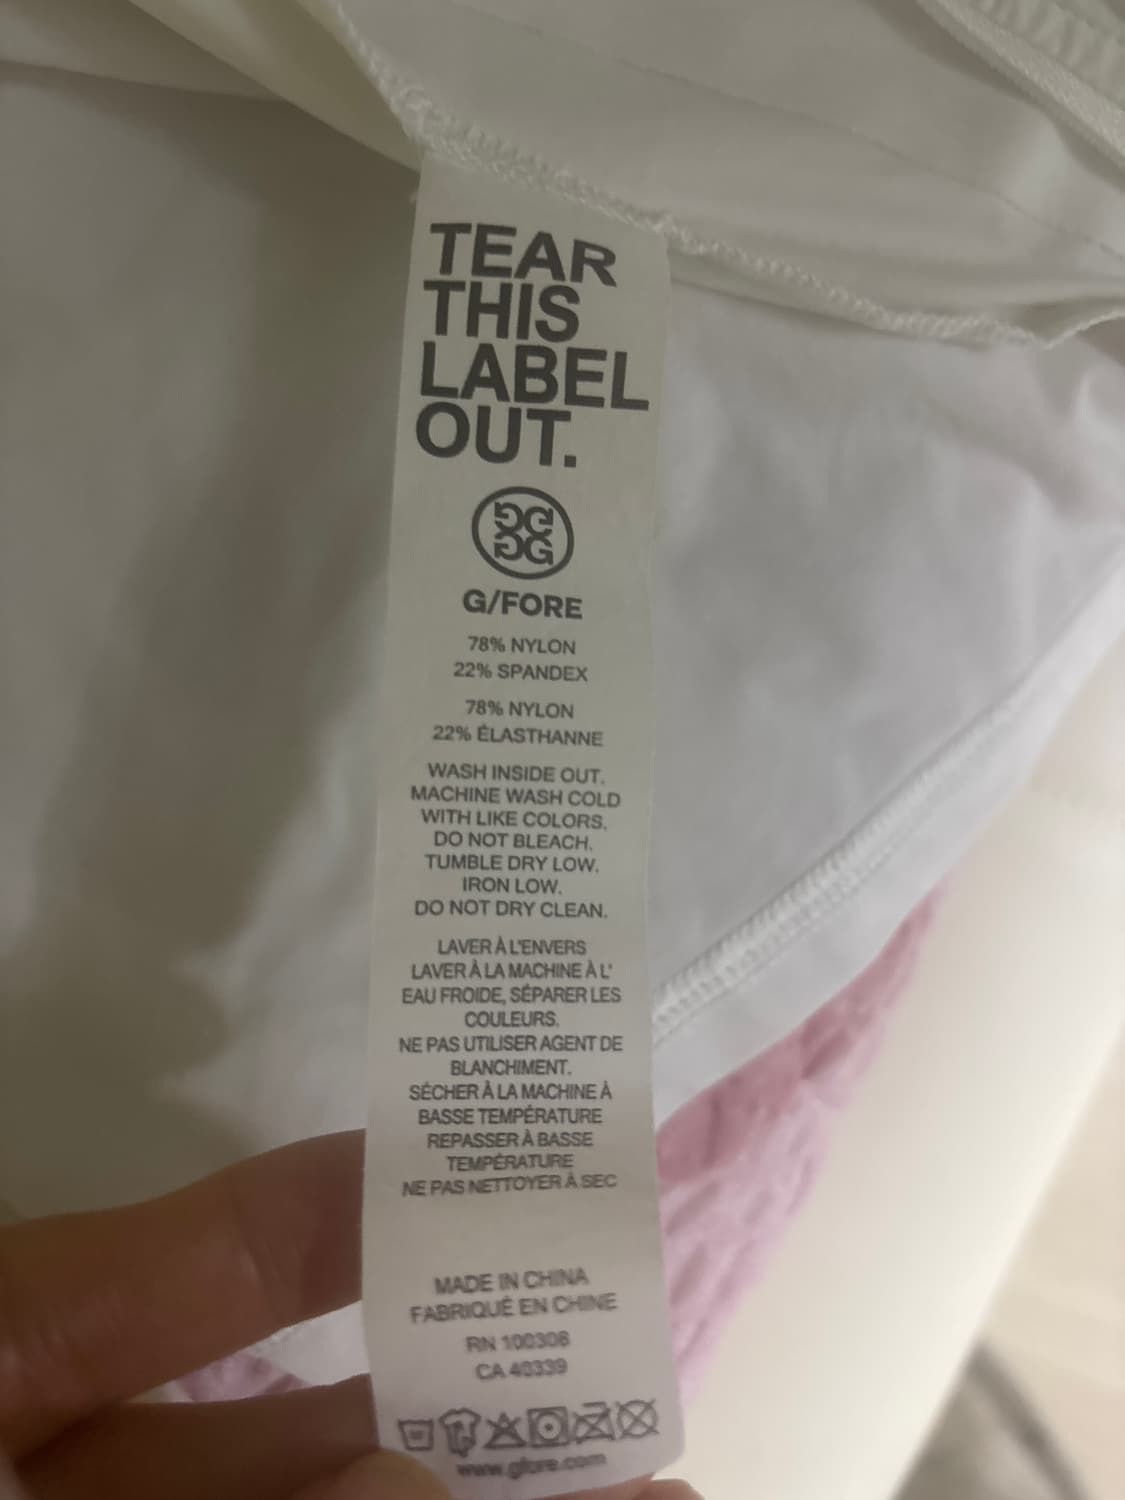 TEAR
THIS
LABEL
OUT.
G/FORE
78% NYLON
22% SPANDEX
78% NYLON
22% ÉLASTHANNE
WASH INSIDE OUT.
MACHINE WASH COLD
WITH LIKE COLORS.
DO NOT BLEACH.
TUMBLE DRY LOW.
IRON LOW.
DO NOT DRY CLEAN.
LAVER À L'ENVERS
LAVER À LA MACHINE À L'
EAU FROIDE, SÉPARER LES
COULEURS.
NE PAS UTILISER AGENT DE
BLANCHIMENT.
SÉCHER À LA MACHINE À
BASSE TEMPÉRATURE
REPASSER À BASSE
TEMPÉRATURE
NE PAS NETTOYER À SEC
MADE IN CHINA
FABRIQUÉ EN CHINE
RN 100308
CA 40339
www.gfore.com